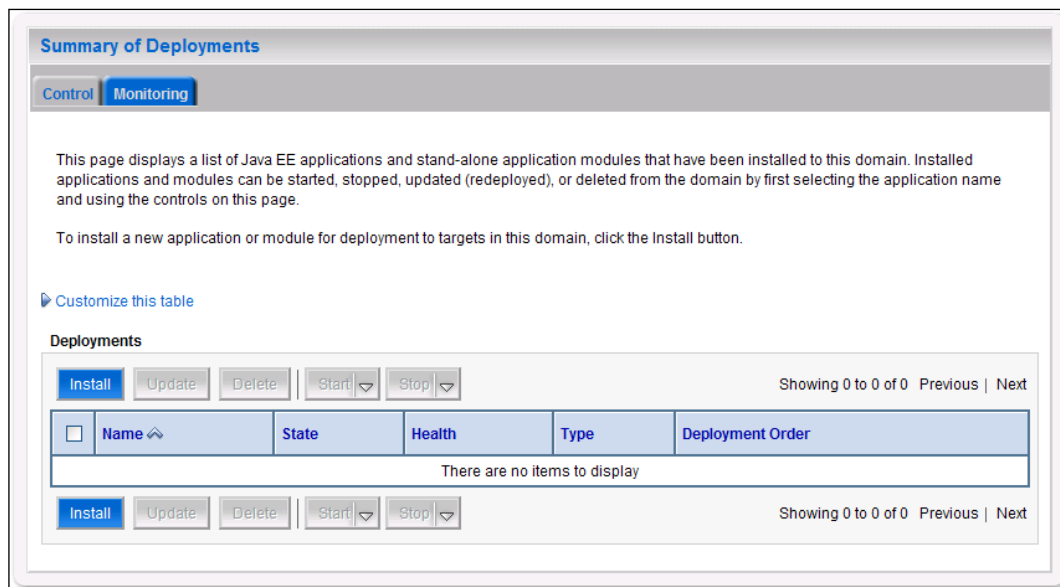 Summary of Deployments
Control Monitoring
This page displays a list of Java EE applications and stand-alone application modules that have been installed to this domain. Installed
applications and modules can be started, stopped, updated (redeployed), or deleted from the domain by first selecting the application name
and using the controls on this page.
To install a new application or module for deployment to targets in this domain, click the Install button.
Customize this table
Deployments
Install Update Delete Start Stop Showing 0 to 0 of 0 Previous | Next
Name State Health Type Deployment Order
There are no items to display
Install Update Delete Start Stop Showing 0 to 0 of 0 Previous | Next